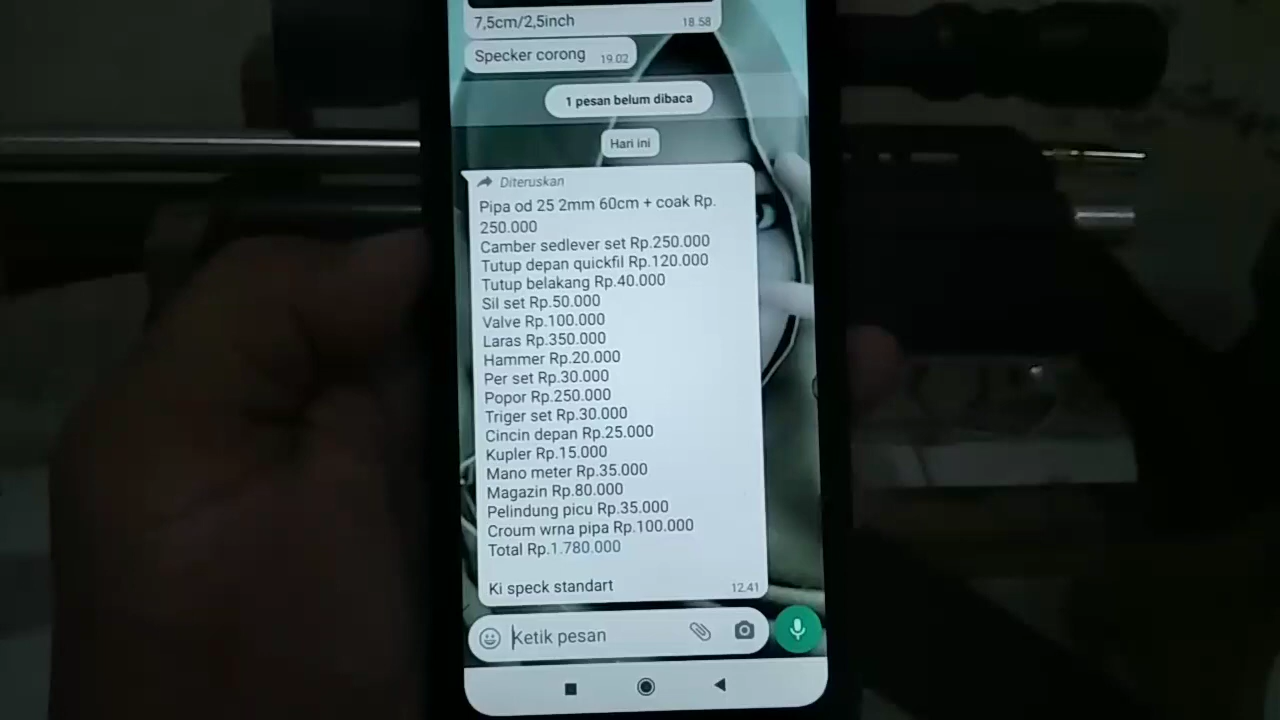 7,5cm/2,5inch
18.58
Specker corong
19.02
1 pesan belum dibaca
Hari ini
Diteruskan
Pipa od 25 2mm 60cm + coak Rp.
250.000
Camber sedlever set Rp.250.000
Tutup depan quickfil Rp.120.000
Tutup belakang Rp.40.000
Sil set Rp.50.000
Valve Rp.100.000
Laras Rp.350.000
Hammer Rp.20.000
Per set Rp.30.000
Popor Rp.250.000
Triger set Rp.30.000
Cincin depan Rp.25.000
Kupler Rp.15.000
Mano meter Rp.35.000
Magazin Rp.80.000
Pelindung picu Rp.35.000
Croum wrna pipa Rp.100.000
Total Rp.1.780.000
Ki speck standart
12.41
Ketik pesan